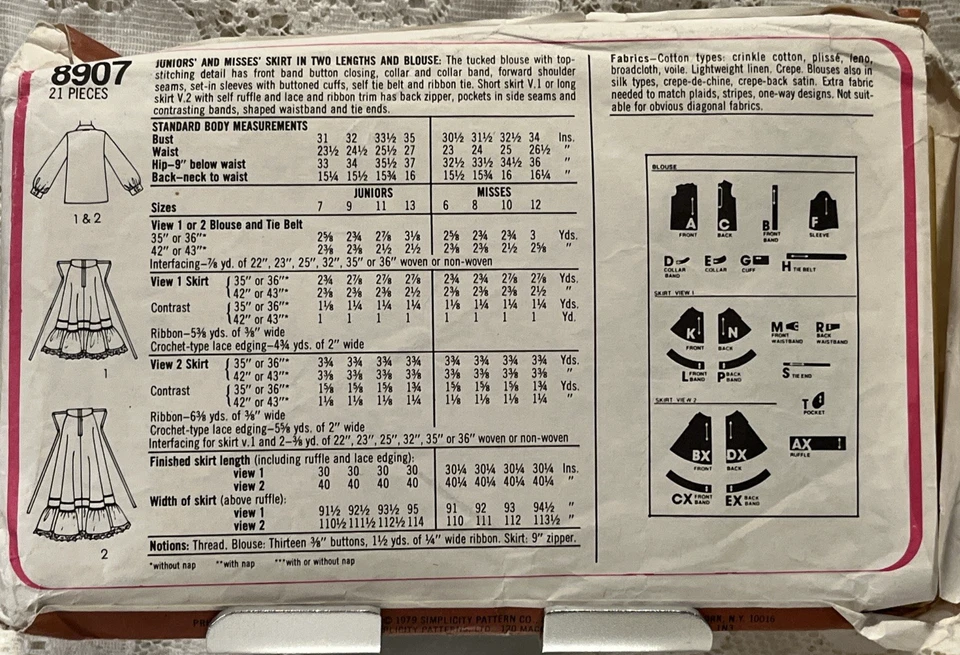 8907
21 PIECES
JUNIORS' AND MISSES' SKIRT IN TWO LENGTHS AND BLOUSE: The tucked blouse with top-
stitching detail has front band button closing, collar and collar band, forward shoulder
seams, set-in sleeves with buttoned cuffs, self tie belt and ribbon tie. Short skirt V.1 or long
skirt V.2 with self ruffle and lace and ribbon trim has back zipper, pockets in side seams and
contrasting bands, shaped waistband and tie ends.
STANDARD BODY MEASUREMENTS
Bust 31 32 33½ 35 30½ 31½ 32½ 34 Ins.
Waist 23½ 24½ 25½ 27 23 24 25 26½ "
Hip-9" below waist 33 34 35½ 37 32½ 33½ 34½ 36 "
Back-neck to waist 15¼ 15½ 15¾ 16 15½ 15¾ 16 16¼ "
JUNIORS MISSES
Sizes 7 9 11 13 6 8 10 12
View 1 or 2 Blouse and Tie Belt
35" or 36"* 2⅝ 2¾ 2⅞ 3⅛ 2⅝ 2¾ 2¾ 3 Yds.
42" or 43"* 2⅜ 2⅜ 2½ 2½ 2⅜ 2⅜ 2½ 2⅝ "
Interfacing-⅞ yd. of 22", 23", 25", 32", 35" or 36" woven or non-woven
View 1 Skirt { 35" or 36"* 2¾ 2⅞ 2⅞ 2⅞ 2¾ 2¾ 2⅞ 2⅞ Yds.
42" or 43"* 2⅜ 2⅜ 2⅜ 2½ 2⅜ 2⅜ 2⅜ 2½ "
Contrast { 35" or 36"* 1⅛ 1¼ 1¼ 1¼ 1⅛ 1¼ 1¼ 1¼ Yds.
42" or 43"* 1 1 1 1 1 1 1 1 Yd.
Ribbon-5⅜ yds. of ⅜" wide
Crochet-type lace edging-4¾ yds. of 2" wide
View 2 Skirt { 35" or 36"* 3¾ 3¾ 3¾ 3¾ 3¾ 3¾ 3¾ 3¾ Yds.
42" or 43"* 3⅜ 3⅜ 3⅜ 3⅜ 3⅜ 3⅜ 3⅜ 3⅜ "
Contrast { 35" or 36"* 1⅝ 1⅝ 1⅝ 1¾ 1⅝ 1⅝ 1⅝ 1¾ Yds.
42" or 43"* 1⅛ 1⅛ 1⅛ 1¼ 1⅛ 1⅛ 1⅛ 1¼ "
Ribbon-6⅜ yds. of ⅜" wide
Crochet-type lace edging-5⅝ yds. of 2" wide
Interfacing for skirt v.1 and 2-⅜ yd. of 22", 23", 25", 32", 35" or 36" woven or non-woven
Finished skirt length (including ruffle and lace edging):
view 1 30 30 30 30 30¼ 30¼ 30¼ 30¼ Ins.
view 2 40 40 40 40 40¼ 40¼ 40¼ 40¼ "
Width of skirt (above ruffle):
view 1 91½ 92½ 93½ 95 91 92 93 94½ "
view 2 110½ 111½ 112½ 114 110 111 112 113½ "
Notions: Thread. Blouse: Thirteen ⅜" buttons, 1½ yds. of ¼" wide ribbon. Skirt: 9" zipper.
*without nap **with nap ***with or without nap
1 & 2
1
2
Fabrics-Cotton types: crinkle cotton, plissé, leno,
broadcloth, voile. Lightweight linen. Crepe. Blouses also in
silk types, crepe-de-chine, crepe-back satin. Extra fabric
needed to match plaids, stripes, one-way designs. Not suit-
able for obvious diagonal fabrics.
BLOUSE
A FRONT
C BACK
B FRONT BAND
F SLEEVE
D COLLAR BAND
E COLLAR
G CUFF
H TIE BELT
SKIRT VIEW 1
K FRONT
N BACK
M FRONT WAISTBAND
R BACK WAISTBAND
L FRONT BAND
P BACK BAND
S TIE END
T POCKET
SKIRT VIEW 2
BX FRONT
DX BACK
AX RUFFLE
CX FRONT BAND
EX BACK BAND
© 1979 SIMPLICITY PATTERN CO.
N.Y. 10016